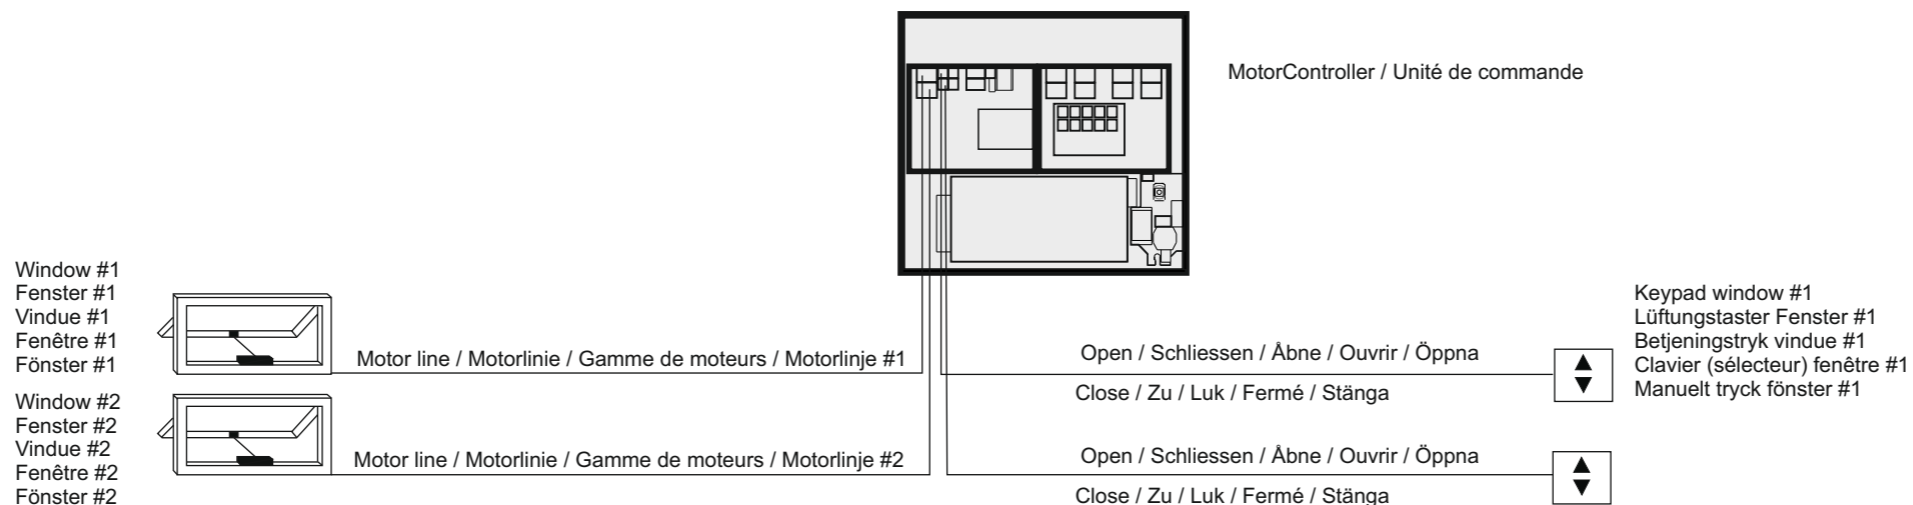 MotorController / Unité de commande
Window #1
Fenster #1
Vindue #1
Fenêtre #1
Fönster #1
Motor line / Motorlinie / Gamme de moteurs / Motorlinje #1
Open / Schliessen / Åbne / Ouvrir / Öppna
Close / Zu / Luk / Fermé / Stänga
Keypad window #1
Lüftungstaster Fenster #1
Betjeningstryk vindue #1
Clavier (sélecteur) fenêtre #1
Manuelt tryck fönster #1
Window #2
Fenster #2
Vindue #2
Fenêtre #2
Fönster #2
Motor line / Motorlinie / Gamme de moteurs / Motorlinje #2
Open / Schliessen / Åbne / Ouvrir / Öppna
Close / Zu / Luk / Fermé / Stänga